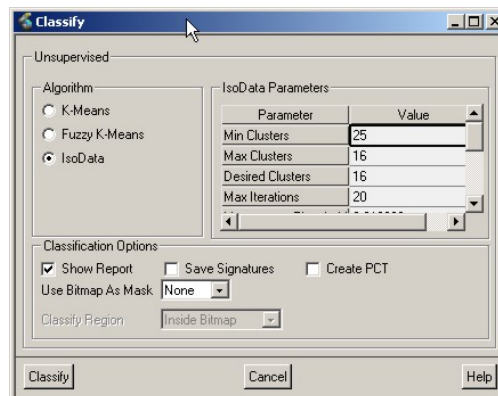 Classify
Unsupervised
Algorithm
K-Means
Fuzzy K-Means
IsoData
IsoData Parameters
Parameter Value
Min Clusters 25
Max Clusters 16
Desired Clusters 16
Max Iterations 20
Classification Options
Show Report Save Signatures Create PCT
Use Bitmap As Mask None
Classify Region Inside Bitmap
Classify Cancel Help